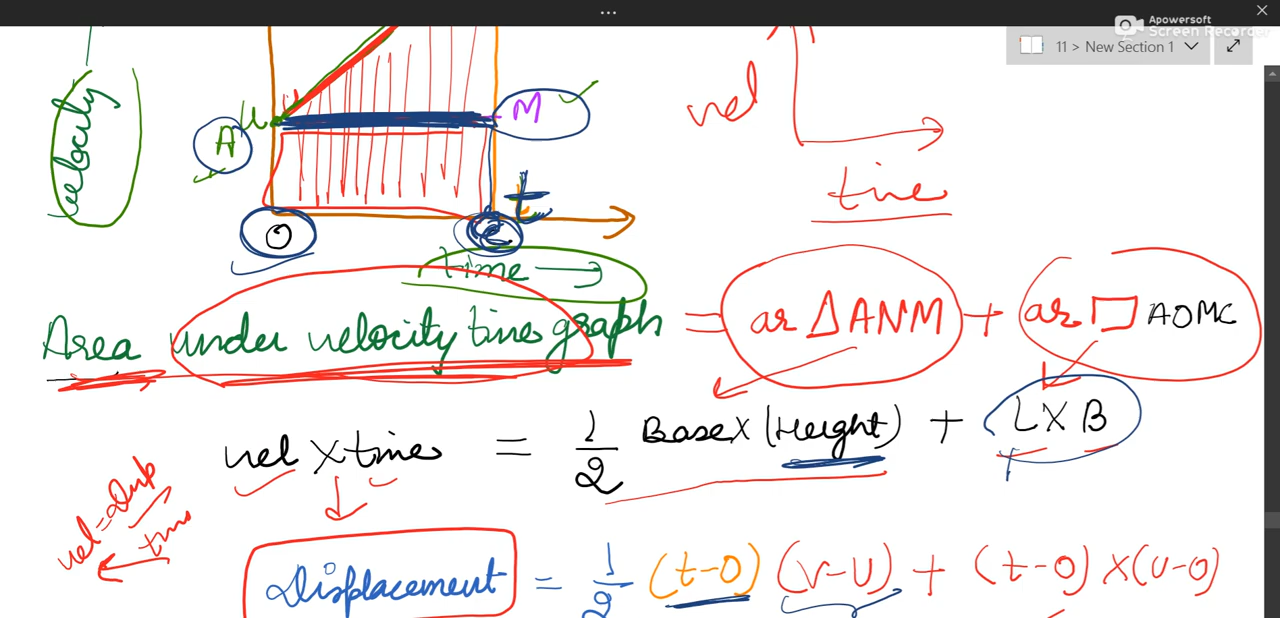 Apowersoft
Screen Recorder
11 > New Section 1
velocity
A u
M
vel
t
time
O
time →
Area under velocity time graph = ar △ANM + ar ▭ AOMC
vel × time = 1/2 Base × (Height) + L × B
vel = Disp / time
Displacement = 1/2 (t-0) (v-u) + (t-0) × (u-0)